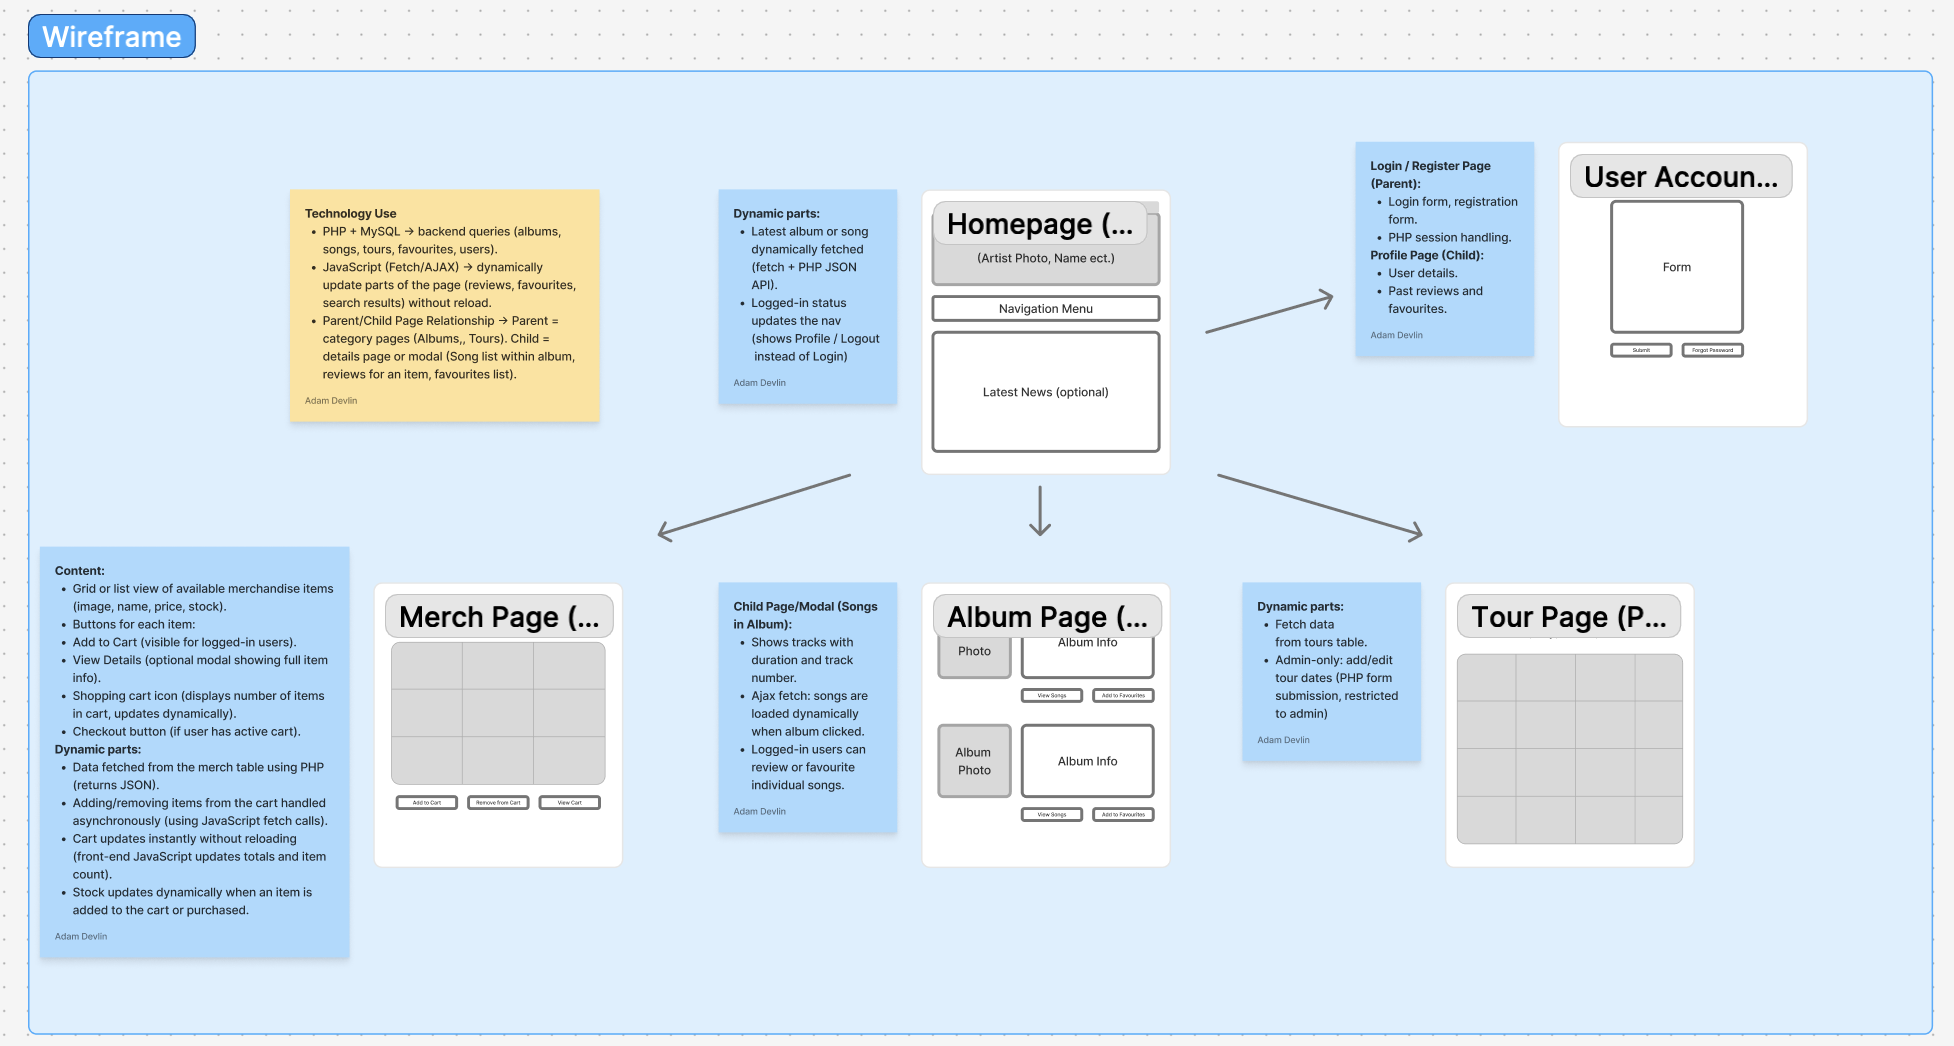 Wireframe
Technology Use
PHP + MySQL → backend queries (albums,
songs, tours, favourites, users).
JavaScript (Fetch/AJAX) → dynamically
update parts of the page (reviews, favourites,
search results) without reload.
Parent/Child Page Relationship → Parent =
category pages (Albums,, Tours). Child =
details page or modal (Song list within album,
reviews for an item, favourites list).
Adam Devlin
Dynamic parts:
Latest album or song
dynamically fetched
(fetch + PHP JSON
API).
Logged-in status
updates the nav
(shows Profile / Logout
instead of Login)
Adam Devlin
Homepage (...
(Artist Photo, Name ect.)
Navigation Menu
Latest News (optional)
Login / Register Page
(Parent):
Login form, registration
form.
PHP session handling.
Profile Page (Child):
User details.
Past reviews and
favourites.
Adam Devlin
User Accoun...
Form
Submit
Forgot Password
Content:
Grid or list view of available merchandise items
(image, name, price, stock).
Buttons for each item:
Add to Cart (visible for logged-in users).
View Details (optional modal showing full item
info).
Shopping cart icon (displays number of items
in cart, updates dynamically).
Checkout button (if user has active cart).
Dynamic parts:
Data fetched from the merch table using PHP
(returns JSON).
Adding/removing items from the cart handled
asynchronously (using JavaScript fetch calls).
Cart updates instantly without reloading
(front-end JavaScript updates totals and item
count).
Stock updates dynamically when an item is
added to the cart or purchased.
Adam Devlin
Merch Page (...
Add to Cart
Remove from Cart
View Cart
Child Page/Modal (Songs
in Album):
Shows tracks with
duration and track
number.
Ajax fetch: songs are
loaded dynamically
when album clicked.
Logged-in users can
review or favourite
individual songs.
Adam Devlin
Album Page (...
Photo
Album Info
View Songs
Add to Favourites
Album
Photo
Album Info
View Songs
Add to Favourites
Dynamic parts:
Fetch data
from tours table.
Admin-only: add/edit
tour dates (PHP form
submission, restricted
to admin)
Adam Devlin
Tour Page (P...